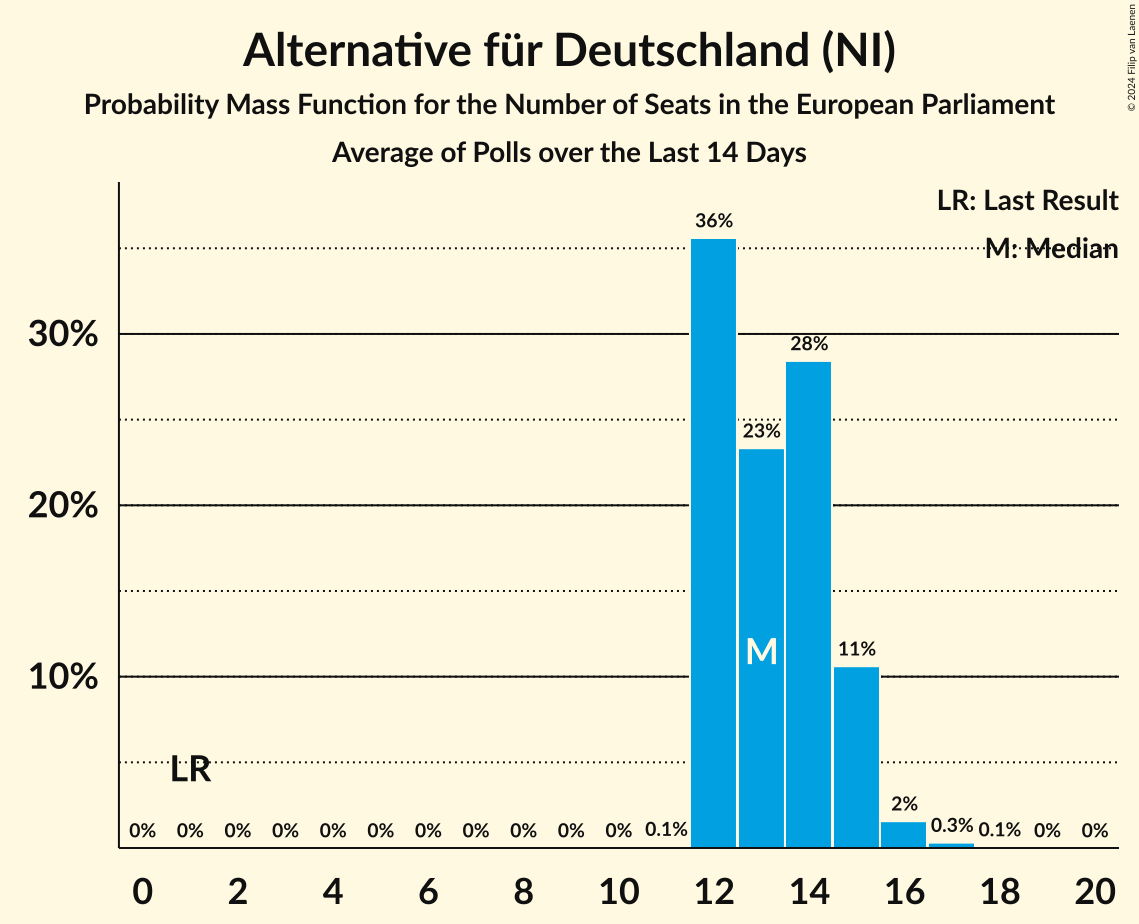 Alternative für Deutschland (NI)
Probability Mass Function for the Number of Seats in the European Parliament
Average of Polls over the Last 14 Days
© 2024 Filip van Laenen
LR: Last Result
M: Median
36%
30%
28%
23%
20%
M
11%
10%
LR
0% 0% 0% 0% 0% 0% 0% 0% 0% 0% 0% 0.1% 2% 0.3% 0.1% 0% 0%
0 2 4 6 8 10 12 14 16 18 20